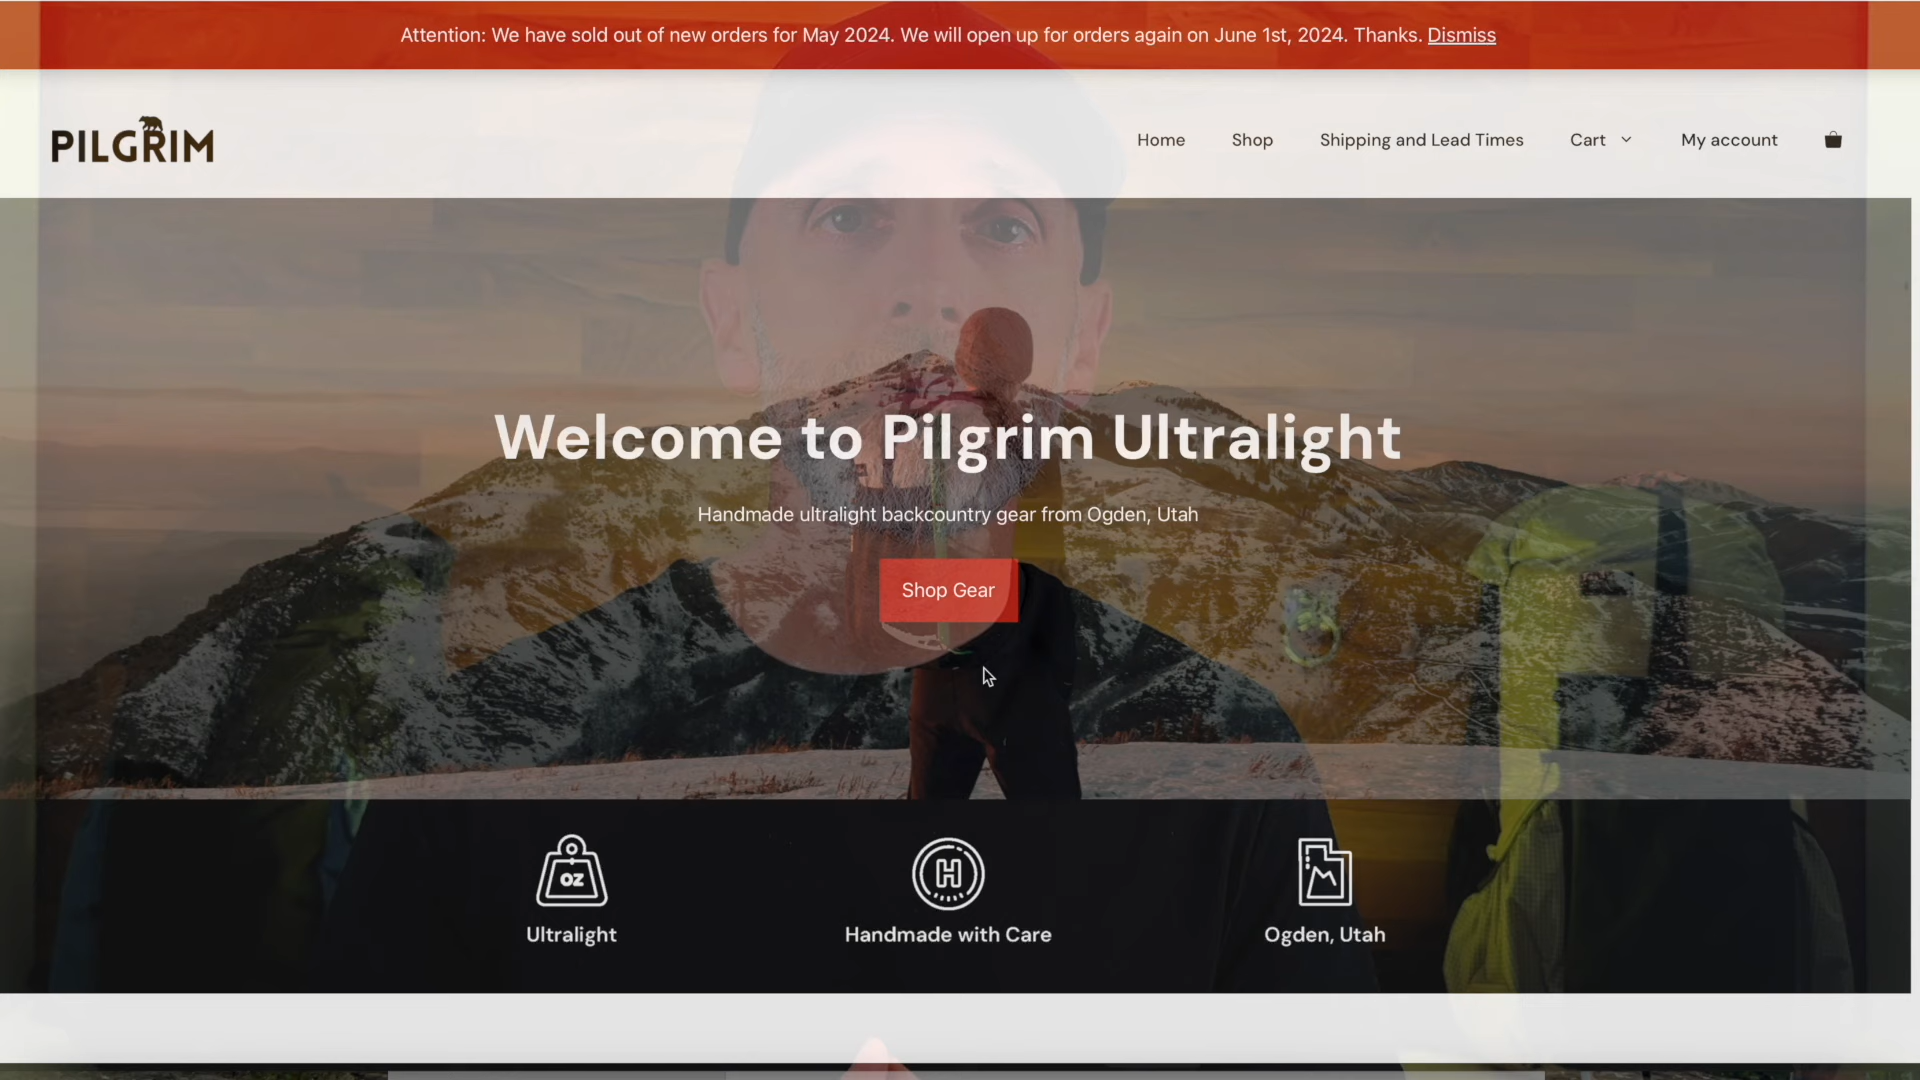 Attention: We have sold out of new orders for May 2024. We will open up for orders again on June 1st, 2024. Thanks. Dismiss
PILGRIM
Home Shop Shipping and Lead Times Cart My account
Welcome to Pilgrim Ultralight
Handmade ultralight backcountry gear from Ogden, Utah
Shop Gear
OZ H
Ultralight Handmade with Care Ogden, Utah